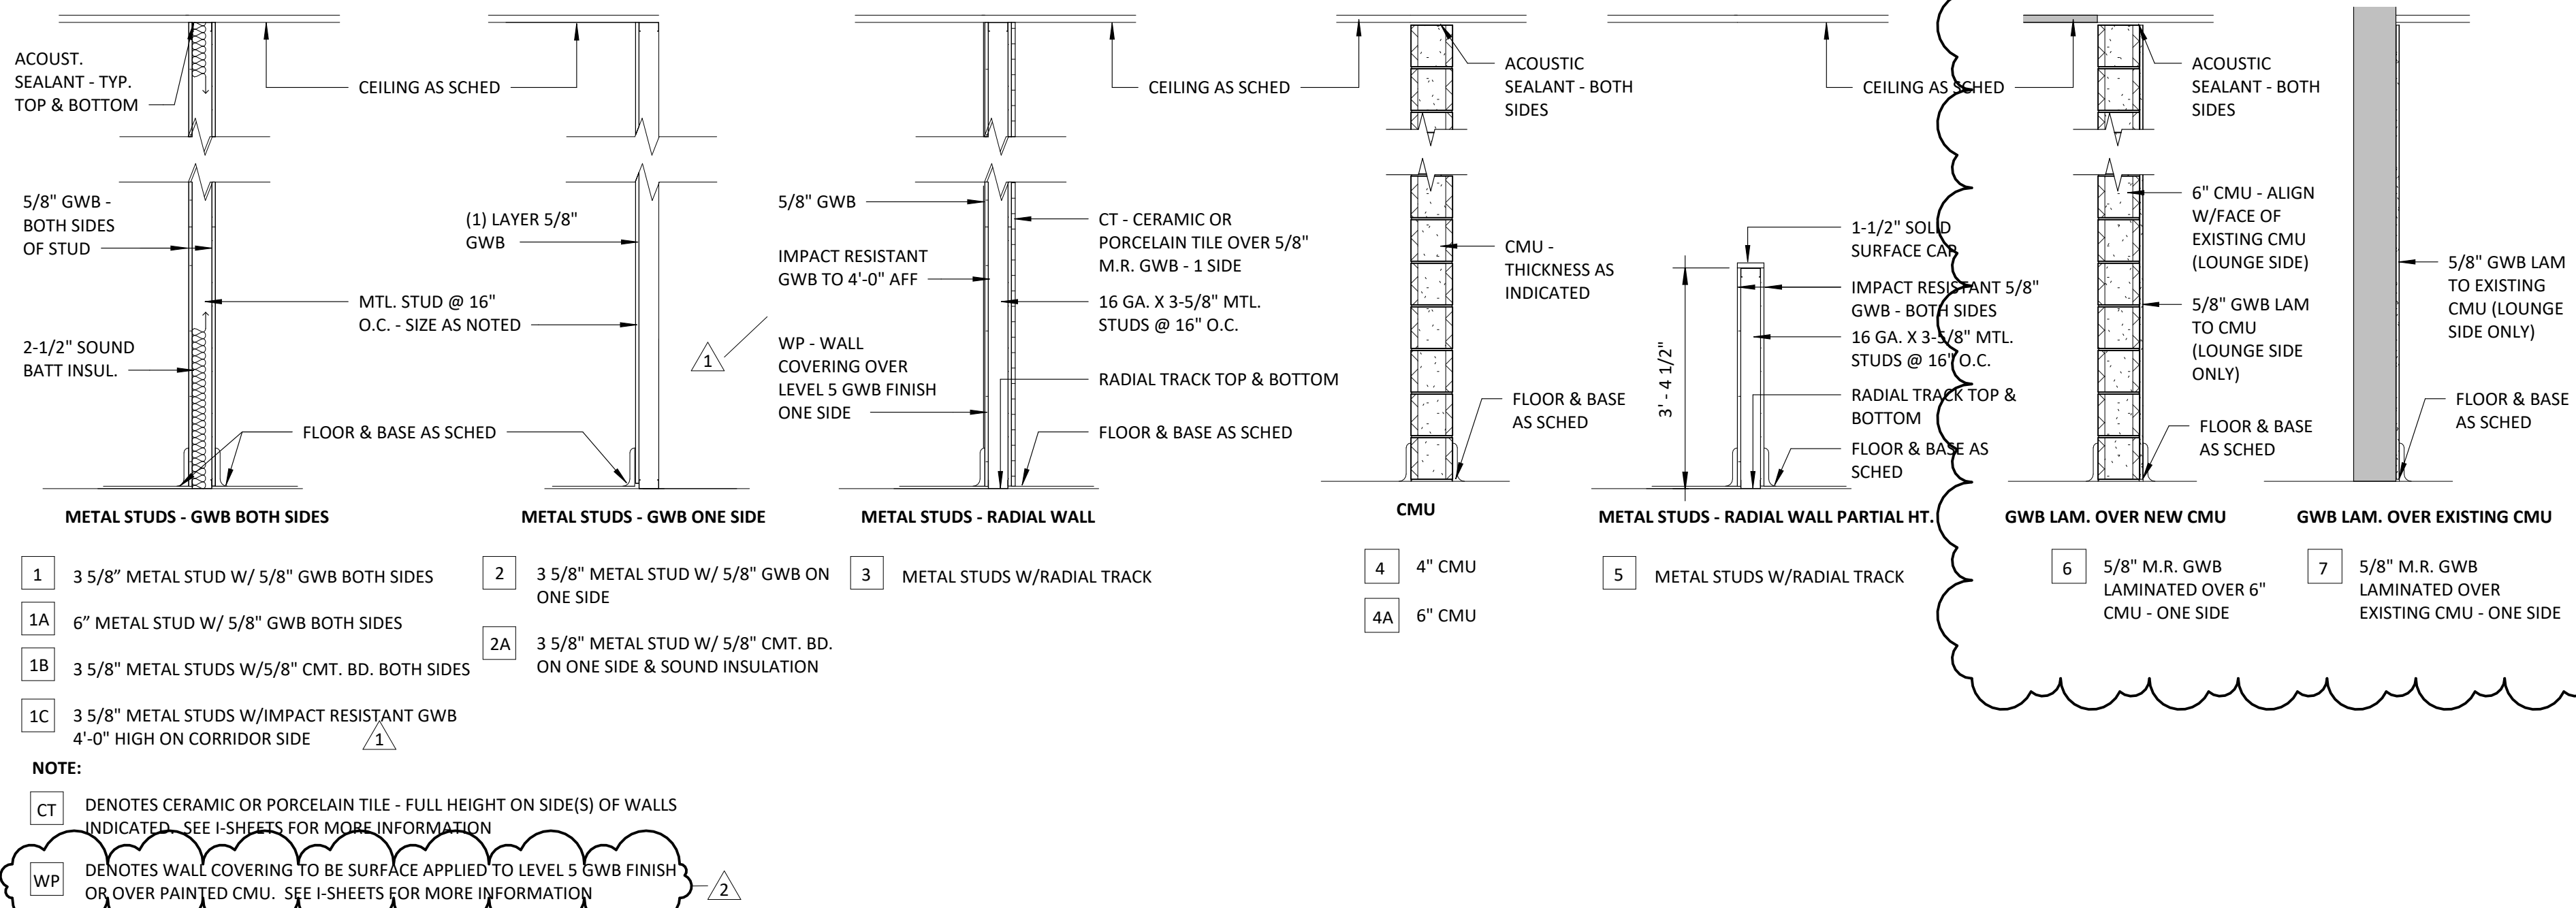 ACOUST.
SEALANT - TYP.
TOP & BOTTOM
CEILING AS SCHED
5/8" GWB -
BOTH SIDES
OF STUD
(1) LAYER 5/8"
GWB
MTL. STUD @ 16"
O.C. - SIZE AS NOTED
2-1/2" SOUND
BATT INSUL.
FLOOR & BASE AS SCHED
1
5/8" GWB
IMPACT RESISTANT
GWB TO 4'-0" AFF
WP - WALL
COVERING OVER
LEVEL 5 GWB FINISH
ONE SIDE
CEILING AS SCHED
CT - CERAMIC OR
PORCELAIN TILE OVER 5/8"
M.R. GWB - 1 SIDE
16 GA. X 3-5/8" MTL.
STUDS @ 16" O.C.
RADIAL TRACK TOP & BOTTOM
FLOOR & BASE AS SCHED
ACOUSTIC
SEALANT - BOTH
SIDES
CMU -
THICKNESS AS
INDICATED
FLOOR & BASE
AS SCHED
CEILING AS SCHED
1-1/2" SOLID
SURFACE CAP
IMPACT RESISTANT 5/8"
GWB - BOTH SIDES
16 GA. X 3-5/8" MTL.
STUDS @ 16" O.C.
3' - 4 1/2"
RADIAL TRACK TOP &
BOTTOM
FLOOR & BASE AS
SCHED
ACOUSTIC
SEALANT - BOTH
SIDES
6" CMU - ALIGN
W/FACE OF
EXISTING CMU
(LOUNGE SIDE)
5/8" GWB LAM
TO CMU
(LOUNGE SIDE
ONLY)
FLOOR & BASE
AS SCHED
5/8" GWB LAM
TO EXISTING
CMU (LOUNGE
SIDE ONLY)
FLOOR & BASE
AS SCHED
METAL STUDS - GWB BOTH SIDES
METAL STUDS - GWB ONE SIDE
METAL STUDS - RADIAL WALL
CMU
METAL STUDS - RADIAL WALL PARTIAL HT.
GWB LAM. OVER NEW CMU
GWB LAM. OVER EXISTING CMU
1 3 5/8” METAL STUD W/ 5/8" GWB BOTH SIDES
1A 6” METAL STUD W/ 5/8" GWB BOTH SIDES
1B 3 5/8" METAL STUDS W/5/8" CMT. BD. BOTH SIDES
1C 3 5/8" METAL STUDS W/IMPACT RESISTANT GWB
4'-0" HIGH ON CORRIDOR SIDE
1
2 3 5/8" METAL STUD W/ 5/8" GWB ON
ONE SIDE
2A 3 5/8" METAL STUD W/ 5/8" CMT. BD.
ON ONE SIDE & SOUND INSULATION
3 METAL STUDS W/RADIAL TRACK
4 4" CMU
4A 6" CMU
5 METAL STUDS W/RADIAL TRACK
6 5/8" M.R. GWB
LAMINATED OVER 6"
CMU - ONE SIDE
7 5/8" M.R. GWB
LAMINATED OVER
EXISTING CMU - ONE SIDE
NOTE:
CT DENOTES CERAMIC OR PORCELAIN TILE - FULL HEIGHT ON SIDE(S) OF WALLS
INDICATED. SEE I-SHEETS FOR MORE INFORMATION
WP DENOTES WALL COVERING TO BE SURFACE APPLIED TO LEVEL 5 GWB FINISH
OR OVER PAINTED CMU. SEE I-SHEETS FOR MORE INFORMATION
2